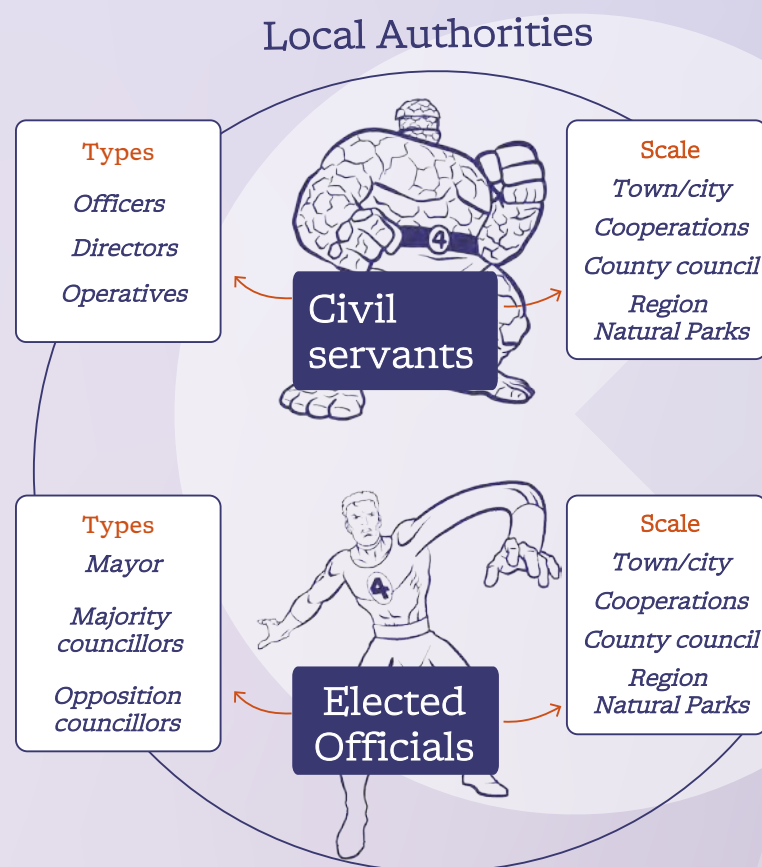 Local Authorities
Types
Officers
Directors
Operatives
4
Civil
servants
Scale
Town/city
Cooperations
County council
Region
Natural Parks
Types
Mayor
Majority
councillors
Opposition
councillors
4
Elected
Officials
Scale
Town/city
Cooperations
County council
Region
Natural Parks